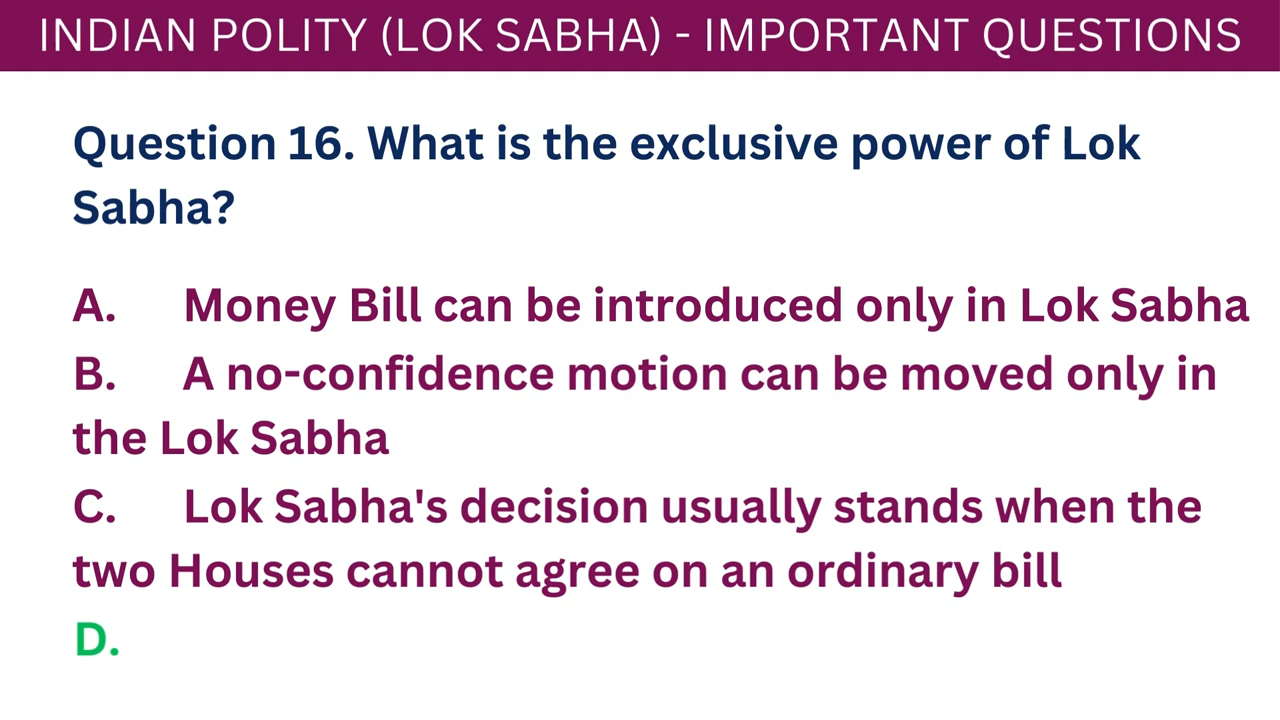 INDIAN POLITY (LOK SABHA) - IMPORTANT QUESTIONS
Question 16. What is the exclusive power of Lok
Sabha?
A. Money Bill can be introduced only in Lok Sabha
B. A no-confidence motion can be moved only in
the Lok Sabha
C. Lok Sabha's decision usually stands when the
two Houses cannot agree on an ordinary bill
D.